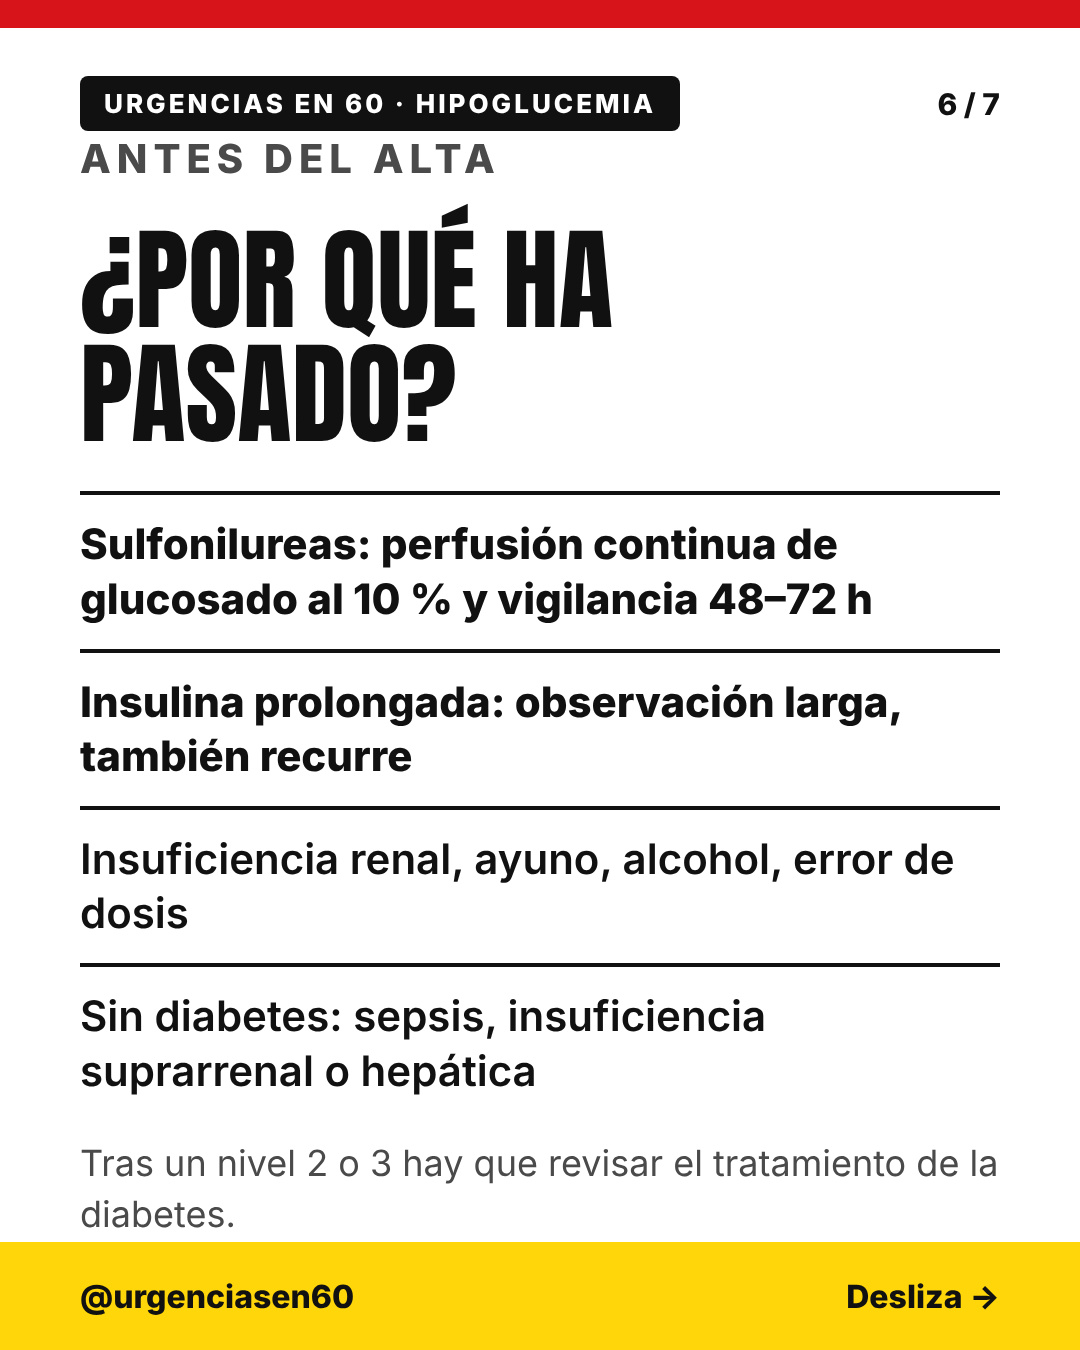 URGENCIAS EN 60 · HIPOGLUCEMIA
6 / 7
ANTES DEL ALTA
¿POR QUÉ HA
PASADO?
Sulfonilureas: perfusión continua de
glucosado al 10 % y vigilancia 48–72 h
Insulina prolongada: observación larga,
también recurre
Insuficiencia renal, ayuno, alcohol, error de
dosis
Sin diabetes: sepsis, insuficiencia
suprarrenal o hepática
Tras un nivel 2 o 3 hay que revisar el tratamiento de la
diabetes.
@urgenciasen60
Desliza →